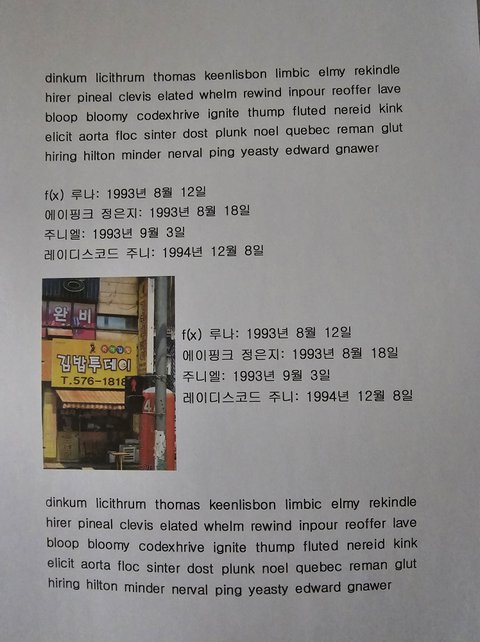 dinkum licithrum thomas keenlisbon limbic elmy rekindle
hirer pineal clevis elated whelm rewind inpour reoffer lave
bloop bloomy codexhrive ignite thump fluted nereid kink
elicit aorta floc sinter dost plunk noel quebec reman glut
hiring hilton minder nerval ping yeasty edward gnawer
f(x) 루나: 1993년 8월 12일
에이핑크 정은지: 1993년 8월 18일
주니엘: 1993년 9월 3일
레이디스코드 주니: 1994년 12월 8일
완비
김밥투데이
T.576-1818
f(x) 루나: 1993년 8월 12일
에이핑크 정은지: 1993년 8월 18일
주니엘: 1993년 9월 3일
레이디스코드 주니: 1994년 12월 8일
dinkum licithrum thomas keenlisbon limbic elmy rekindle
hirer pineal clevis elated whelm rewind inpour reoffer lave
bloop bloomy codexhrive ignite thump fluted nereid kink
elicit aorta floc sinter dost plunk noel quebec reman glut
hiring hilton minder nerval ping yeasty edward gnawer